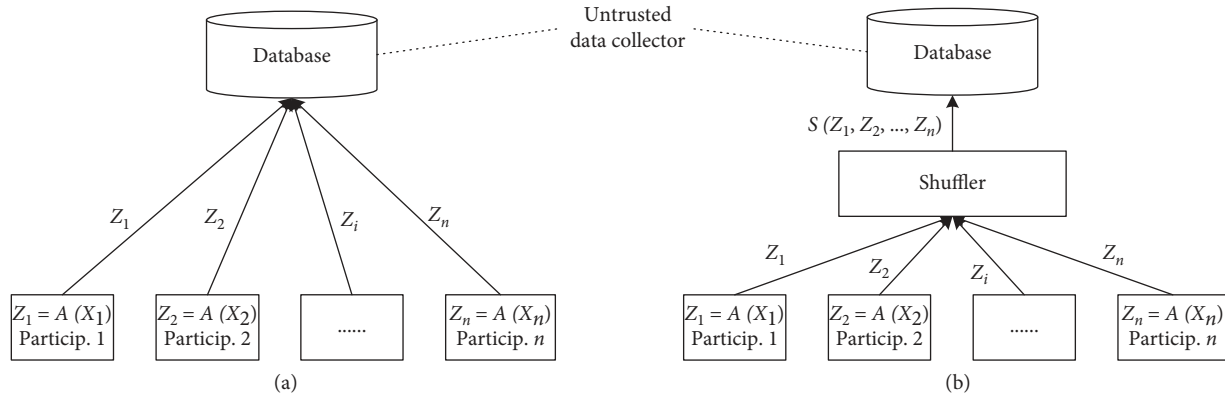 Untrusted
data collector
Database
Z1
Z2
Zi
Zn
Z1 = A (X1)
Particip. 1
Z2 = A (X2)
Particip. 2
......
Zn = A (Xn)
Particip. n
(a)
Database
S (Z1, Z2, ..., Zn)
Shuffler
Z1
Z2
Zi
Zn
Z1 = A (X1)
Particip. 1
Z2 = A (X2)
Particip. 2
......
Zn = A (Xn)
Particip. n
(b)